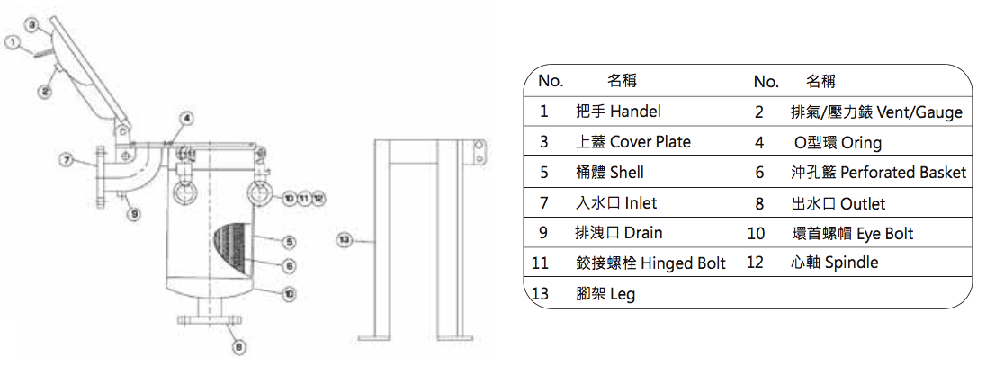 3
1
2
4
7
9
10 11 12
5
6
10
8
13
No. 名稱 No. 名稱
1 把手 Handel 2 排氣/壓力錶 Vent/Gauge
3 上蓋 Cover Plate 4 O型環 Oring
5 桶體 Shell 6 沖孔籃 Perforated Basket
7 入水口 Inlet 8 出水口 Outlet
9 排洩口 Drain 10 環首螺帽 Eye Bolt
11 鉸接螺栓 Hinged Bolt 12 心軸 Spindle
13 腳架 Leg